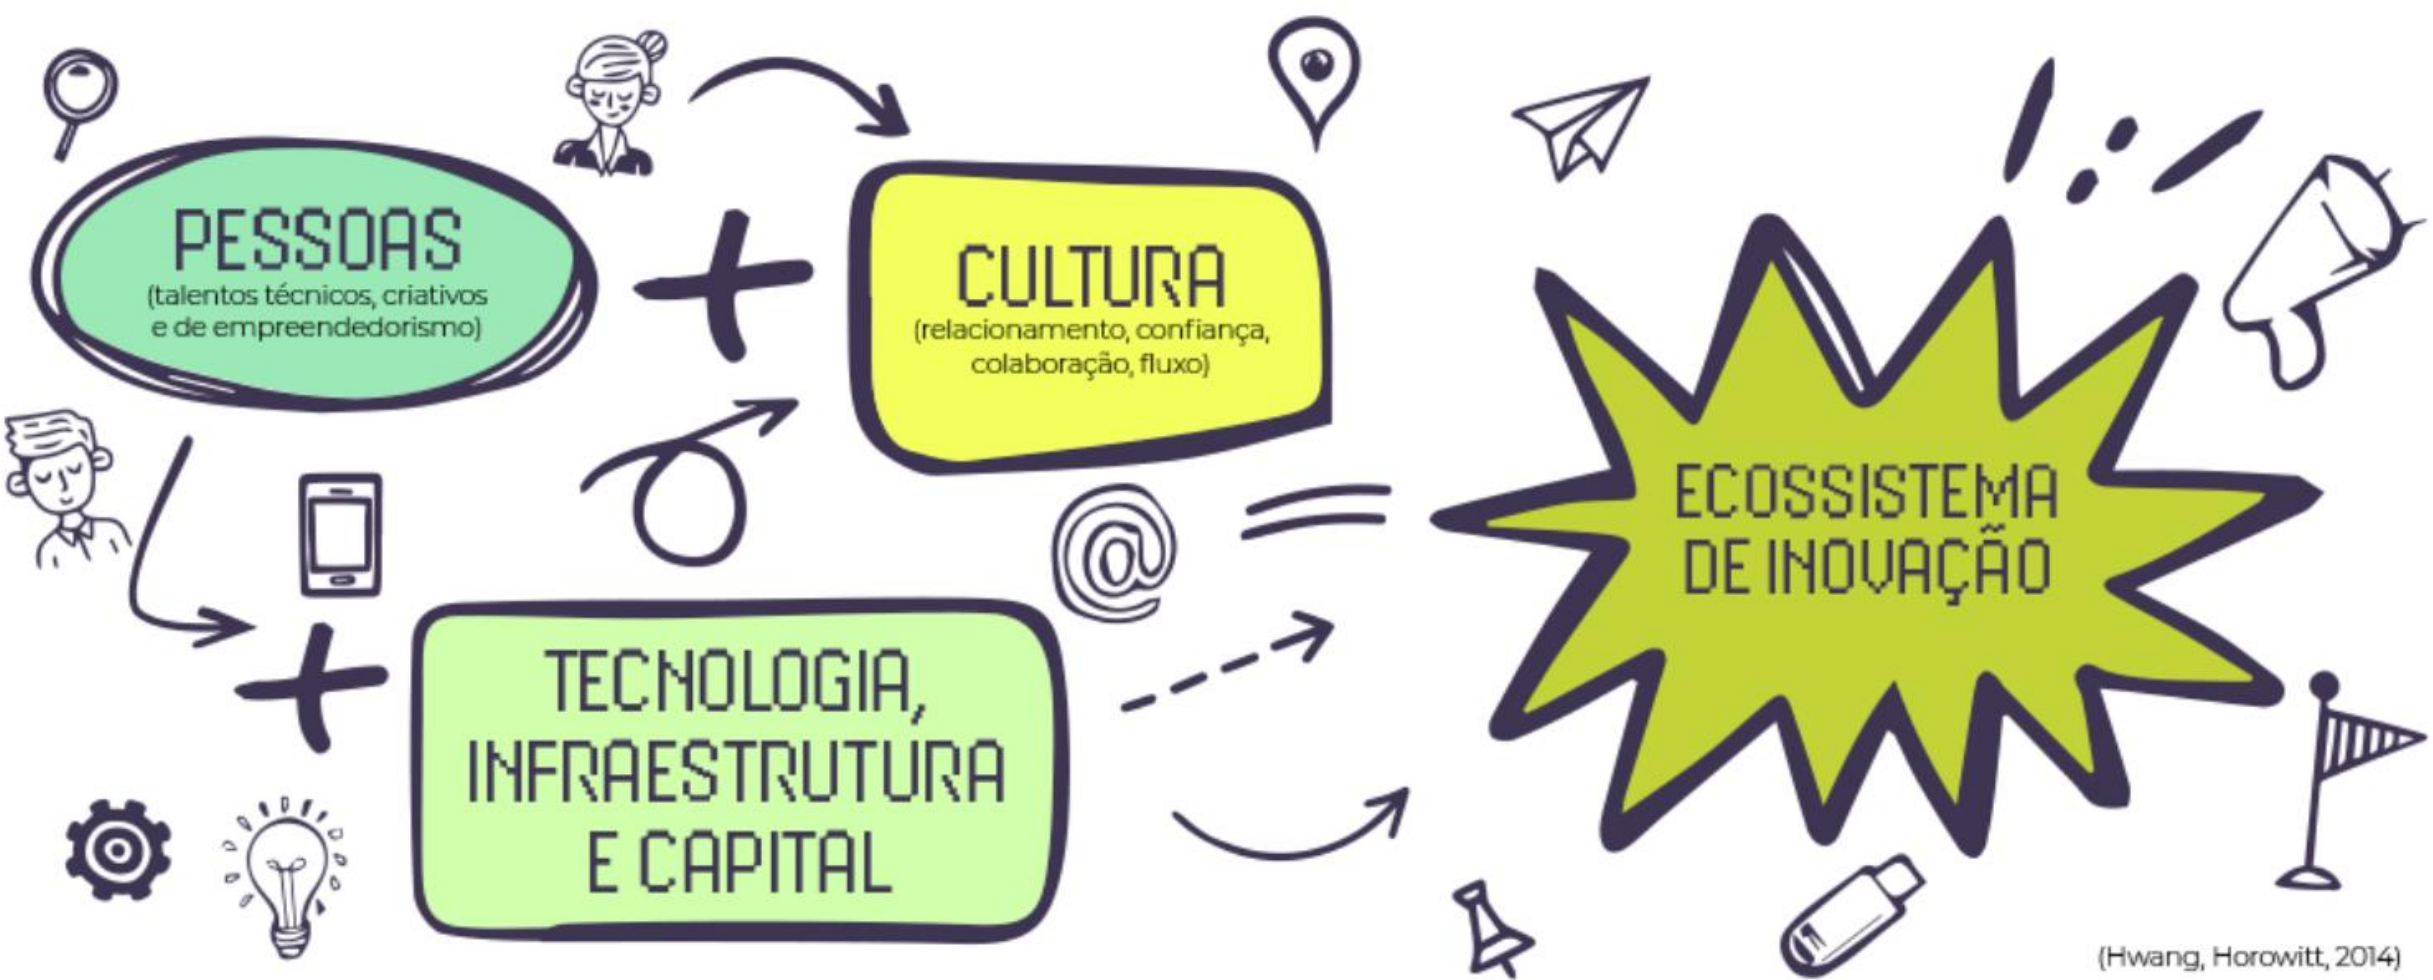 PESSOAS
(talentos técnicos, criativos
e de empreendedorismo)
CULTURA
(relacionamento, confiança,
colaboração, fluxo)
TECNOLOGIA,
INFRAESTRUTURA
E CAPITAL
ECOSSISTEMA
DE INOVAÇÃO
(Hwang, Horowitt, 2014)